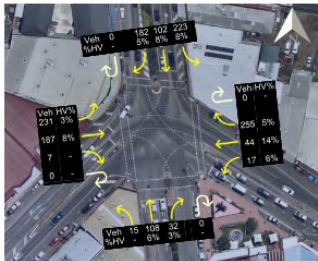 Veh 0 182 102 223
%HV - 5% 8% 8%
Veh HV%
231 3%
187 8%
7 -
0 -
Veh HV%
- -
255 5%
44 14%
17 6%
Veh 15 108 32 0
%HV - 6% 3% -